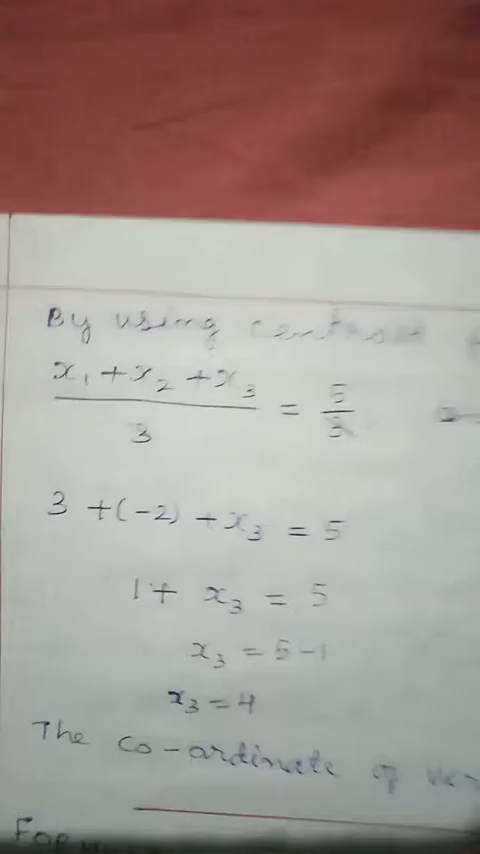 By using centroid
x₁ + x₂ + x₃ / 3 = 5/3
3 + (-2) + x₃ = 5
1 + x₃ = 5
x₃ = 5 - 1
x₃ = 4
The co-ordinate of